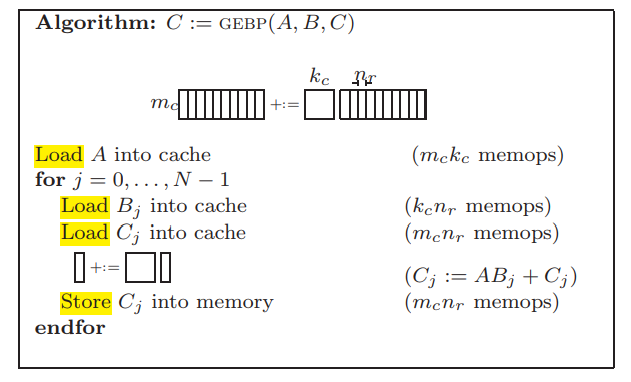 Algorithm: C := GEBP(A, B, C)
k_c n_r
m_c +:=
Load A into cache (m_c k_c memops)
for j = 0, . . . , N − 1
Load B_j into cache (k_c n_r memops)
Load C_j into cache (m_c n_r memops)
+:= (C_j := AB_j + C_j)
Store C_j into memory (m_c n_r memops)
endfor